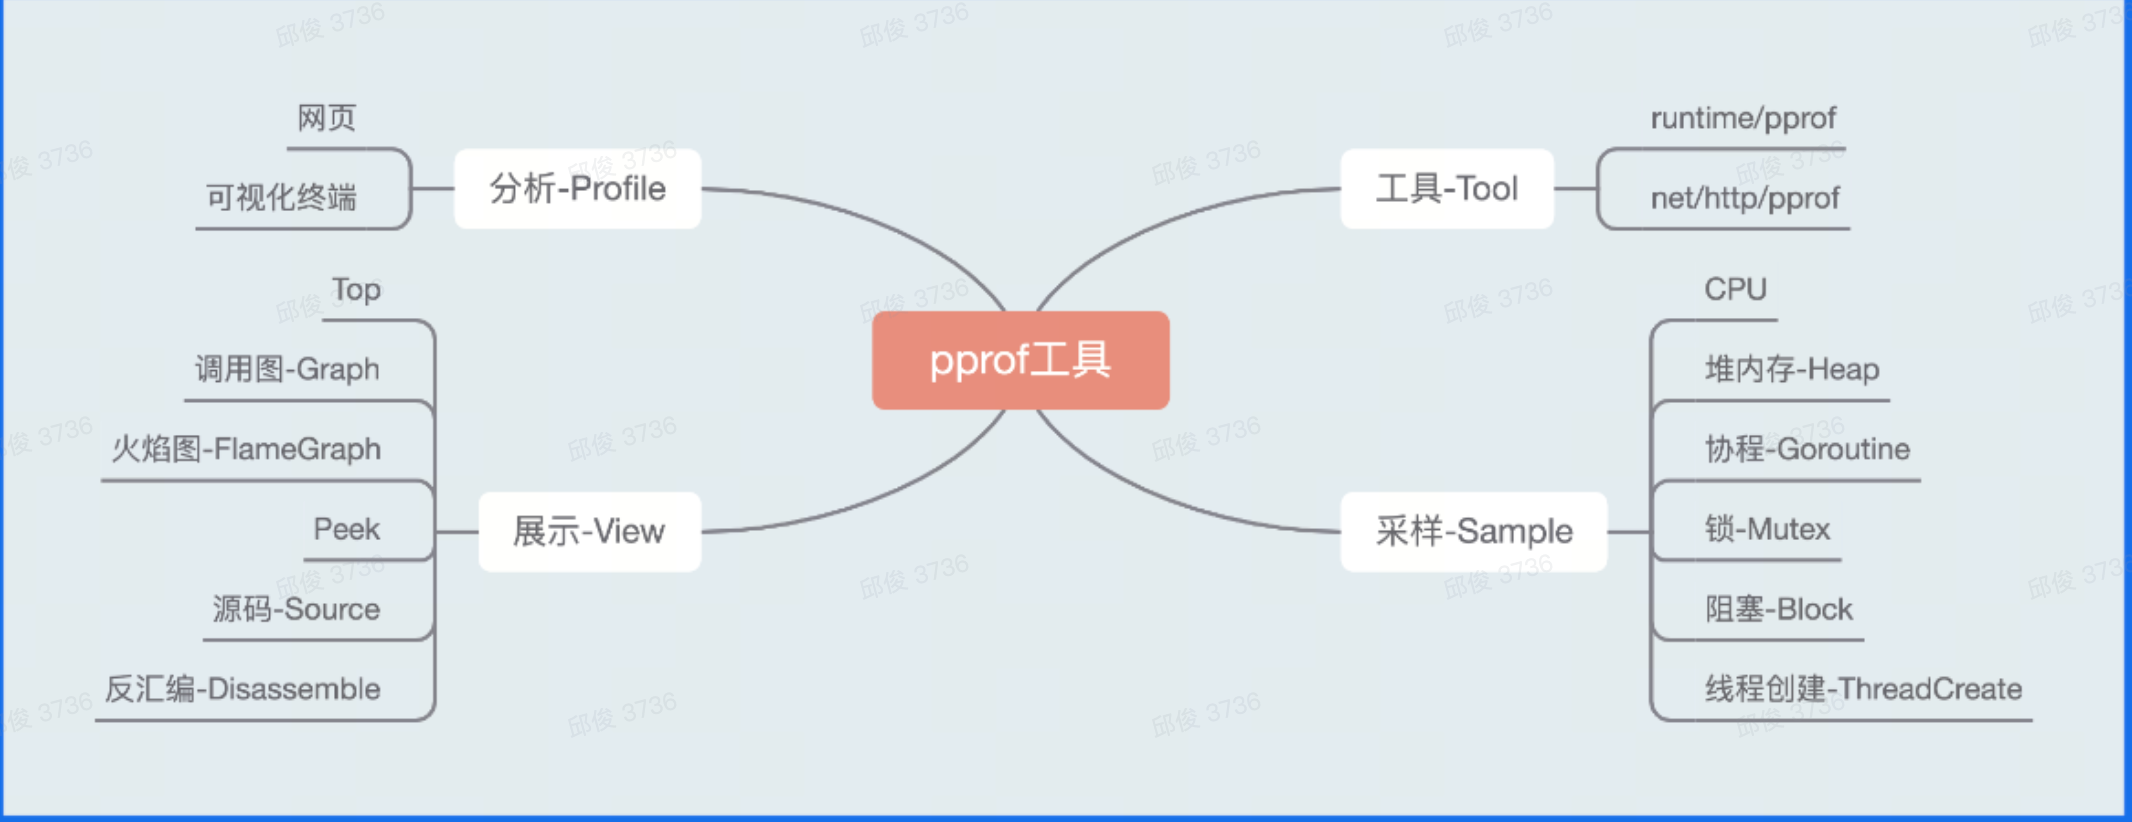 网页
可视化终端
分析-Profile
Top
调用图-Graph
火焰图-FlameGraph
Peek
源码-Source
反汇编-Disassemble
展示-View
pprof工具
工具-Tool
runtime/pprof
net/http/pprof
采样-Sample
CPU
堆内存-Heap
协程-Goroutine
锁-Mutex
阻塞-Block
线程创建-ThreadCreate
邱俊 3736